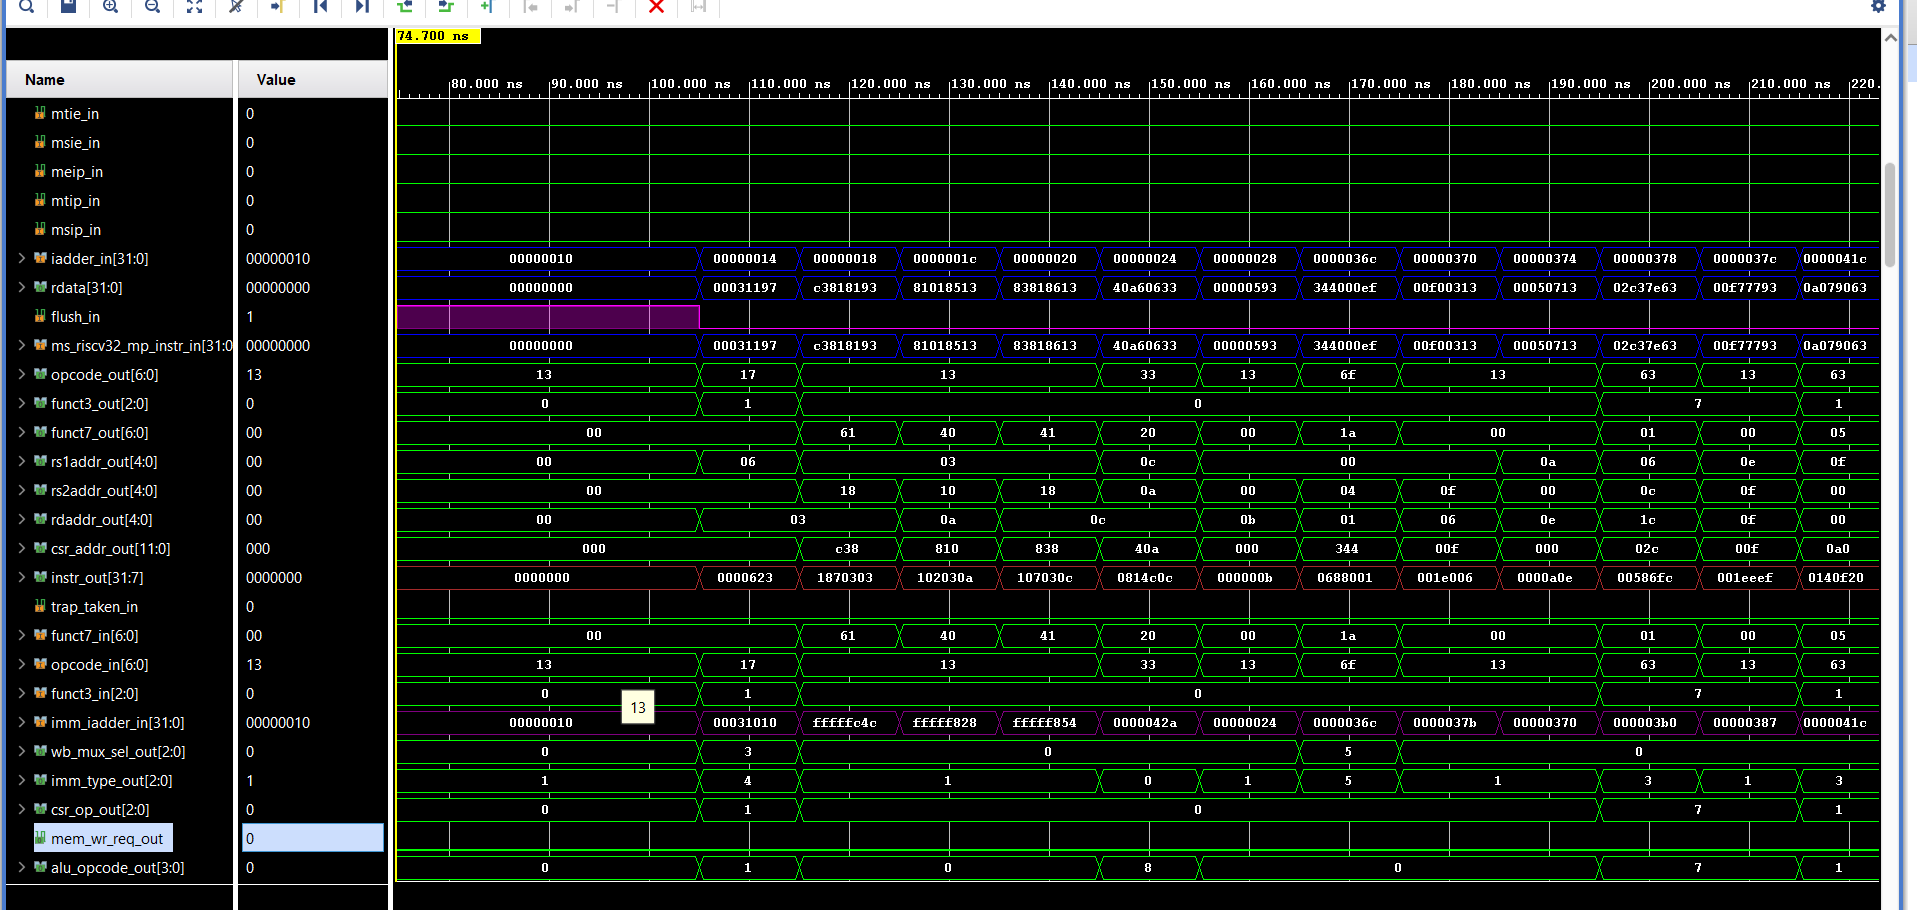 74.700 ns
Name Value 80.000 ns 90.000 ns 100.000 ns 110.000 ns 120.000 ns 130.000 ns 140.000 ns 150.000 ns 160.000 ns 170.000 ns 190.000 ns 200.000 ns 210.000 ns 220.
mtie_in 0
msie_in 0
meip_in 0
mtip_in 0
msip_in 0
iadder_in[31:0] 00000010 00000010 00000014 00000018 0000001c 00000020 00000024 00000028 0000036c 00000370 00000374 00000378 0000037c 0000041c
rdata[31:0] 00000000 00000000 00031197 c3818193 81018513 83818613 40a60633 00000593 344000ef 00f00313 00050713 02c37e63 00f77793 0a079063
flush_in 1
ms_riscv32_mp_instr_in[31:0 00000000 00000000 00031197 c3818193 81018513 83818613 40a60633 00000593 344000ef 00f00313 00050713 02c37e63 00f77793 0a079063
opcode_out[6:0] 13 13 17 13 33 13 6f 13 63 13 63
funct3_out[2:0] 0 0 1 0 7 1
funct7_out[6:0] 00 00 61 40 41 20 00 1a 00 01 00 05
rs1addr_out[4:0] 00 00 06 03 0c 00 0a 06 0e 0f
rs2addr_out[4:0] 00 00 18 10 18 0a 00 04 0f 00 0c 0f 00
rdaddr_out[4:0] 00 00 03 0a 0c 0b 01 06 0e 1c 0f 00
csr_addr_out[11:0] 000 000 c38 810 838 40a 000 344 00f 000 02c 00f 0a0
instr_out[31:7] 0000000 0000000 0000623 1870303 102030a 107030c 0814c0c 000000b 0688001 001e006 0000a0e 00586fc 001eeef 0140f20
trap_taken_in 0
funct7_in[6:0] 00 00 61 40 41 20 00 1a 00 01 00 05
opcode_in[6:0] 13 13 17 13 33 13 6f 13 63 13 63
funct3_in[2:0] 0 0 1 0 7 1
13
imm_iadder_in[31:0] 00000010 00000010 00031010 fffffc4c fffff828 fffff854 0000042a 00000024 0000036c 0000037b 00000370 000003b0 00000387 0000041c
wb_mux_sel_out[2:0] 0 0 3 0 5 0
imm_type_out[2:0] 1 1 4 1 0 1 5 1 3 1 3
csr_op_out[2:0] 0 0 1 0 7 1
mem_wr_req_out 0
alu_opcode_out[3:0] 0 0 1 0 8 0 7 1